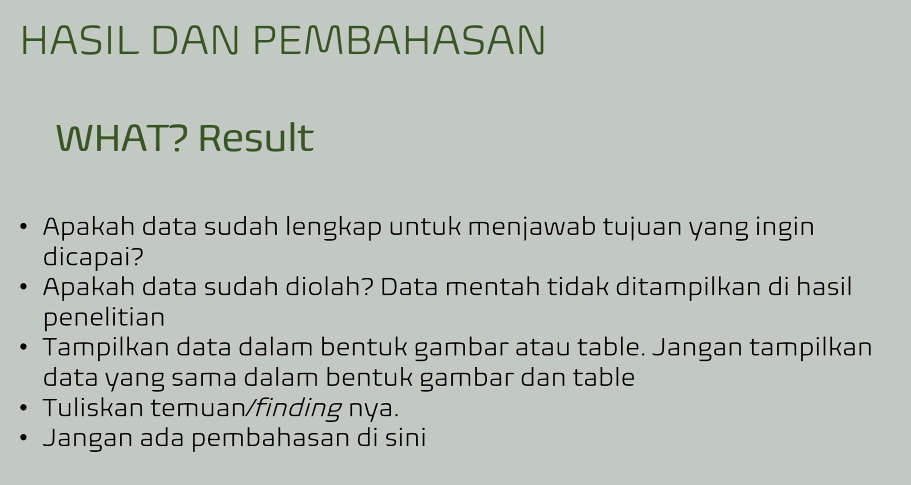 HASIL DAN PEMBAHASAN
WHAT? Result
• Apakah data sudah lengkap untuk menjawab tujuan yang ingin
dicapai?
• Apakah data sudah diolah? Data mentah tidak ditampilkan di hasil
penelitian
• Tampilkan data dalam bentuk gambar atau table. Jangan tampilkan
data yang sama dalam bentuk gambar dan table
• Tuliskan temuan/finding nya.
• Jangan ada pembahasan di sini